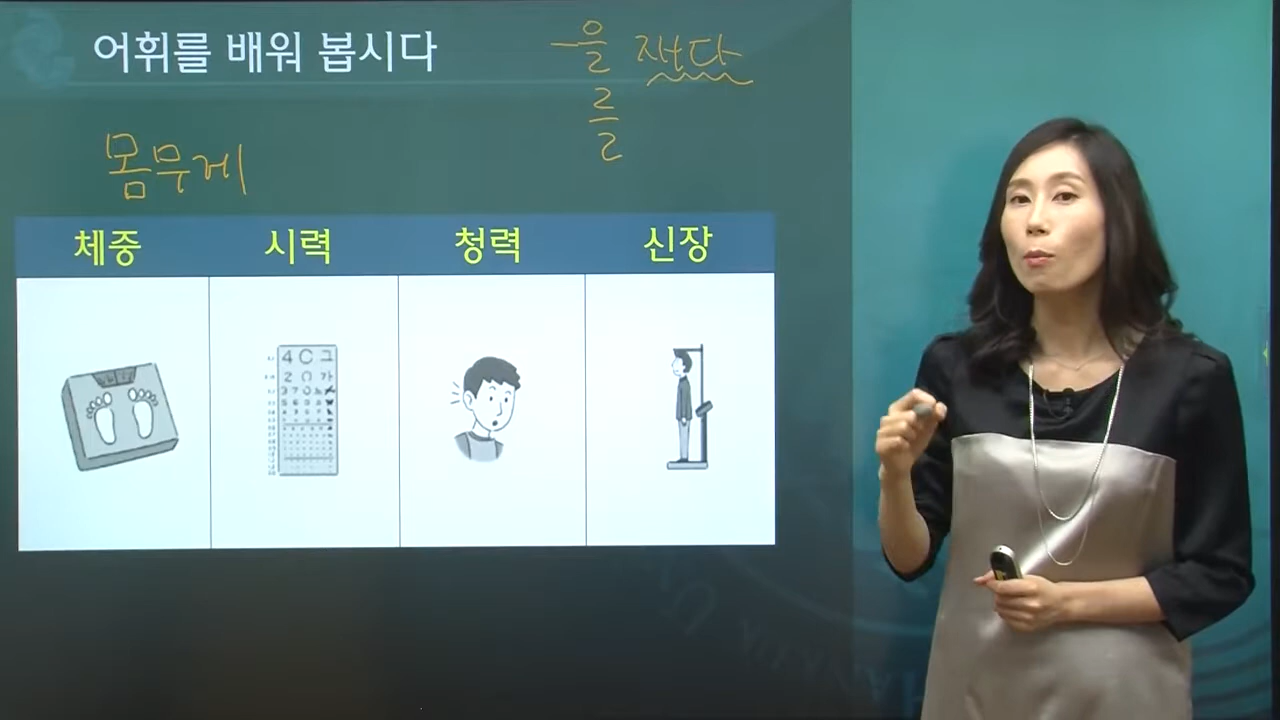 어휘를 배워 봅시다
-을 쟀다
를
몸무게
체중 시력 청력 신장